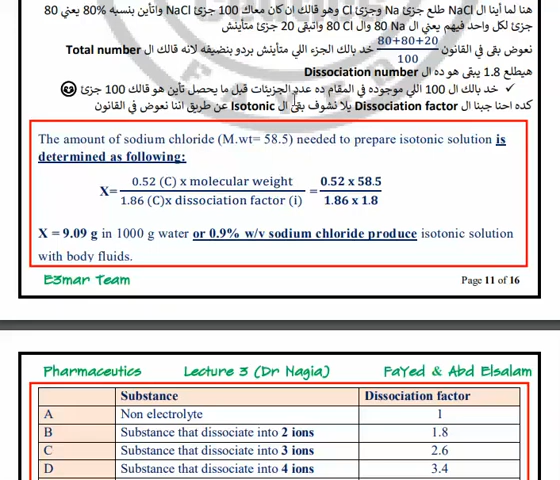 هنا لما أينا ال NaCl طلع جزئ Na وجزئ Cl وهو قالك ان كان معاك 100 جزئ NaCl وتأين بنسبه 80% يعني 80
جزئ لكل واحد فيهم يعني ال 80 Na وال 80 Cl واتبقى 20 جزئ متأينش
نعوض بقى في القانون 80+80+20 / 100 خد بالك الجزء اللي متأينش بردو بنضيفه لانه قالك ال Total number
هيطلع 1.8 يبقى هو ده ال Dissociation number
✓ خد بالك ال 100 اللي موجوده في المقام ده عدد الجزيئات قبل ما يحصل تأين هو قالك 100 جزئ
كده احنا جبنا ال Dissociation factor يلا نشوف بقى ال Isotonic عن طريق اننا نعوض في القانون
The amount of sodium chloride (M.wt= 58.5) needed to prepare isotonic solution is
determined as following:
X= 0.52 (C) x molecular weight / 1.86 (C)x dissociation factor (i) = 0.52 x 58.5 / 1.86 x 1.8
X = 9.09 g in 1000 g water or 0.9% w/v sodium chloride produce isotonic solution
with body fluids.
E3mar Team Page 11 of 16
Pharmaceutics Lecture 3 (Dr Nagia) FaYed & Abd Elsalam
Substance Dissociation factor
A Non electrolyte 1
B Substance that dissociate into 2 ions 1.8
C Substance that dissociate into 3 ions 2.6
D Substance that dissociate into 4 ions 3.4